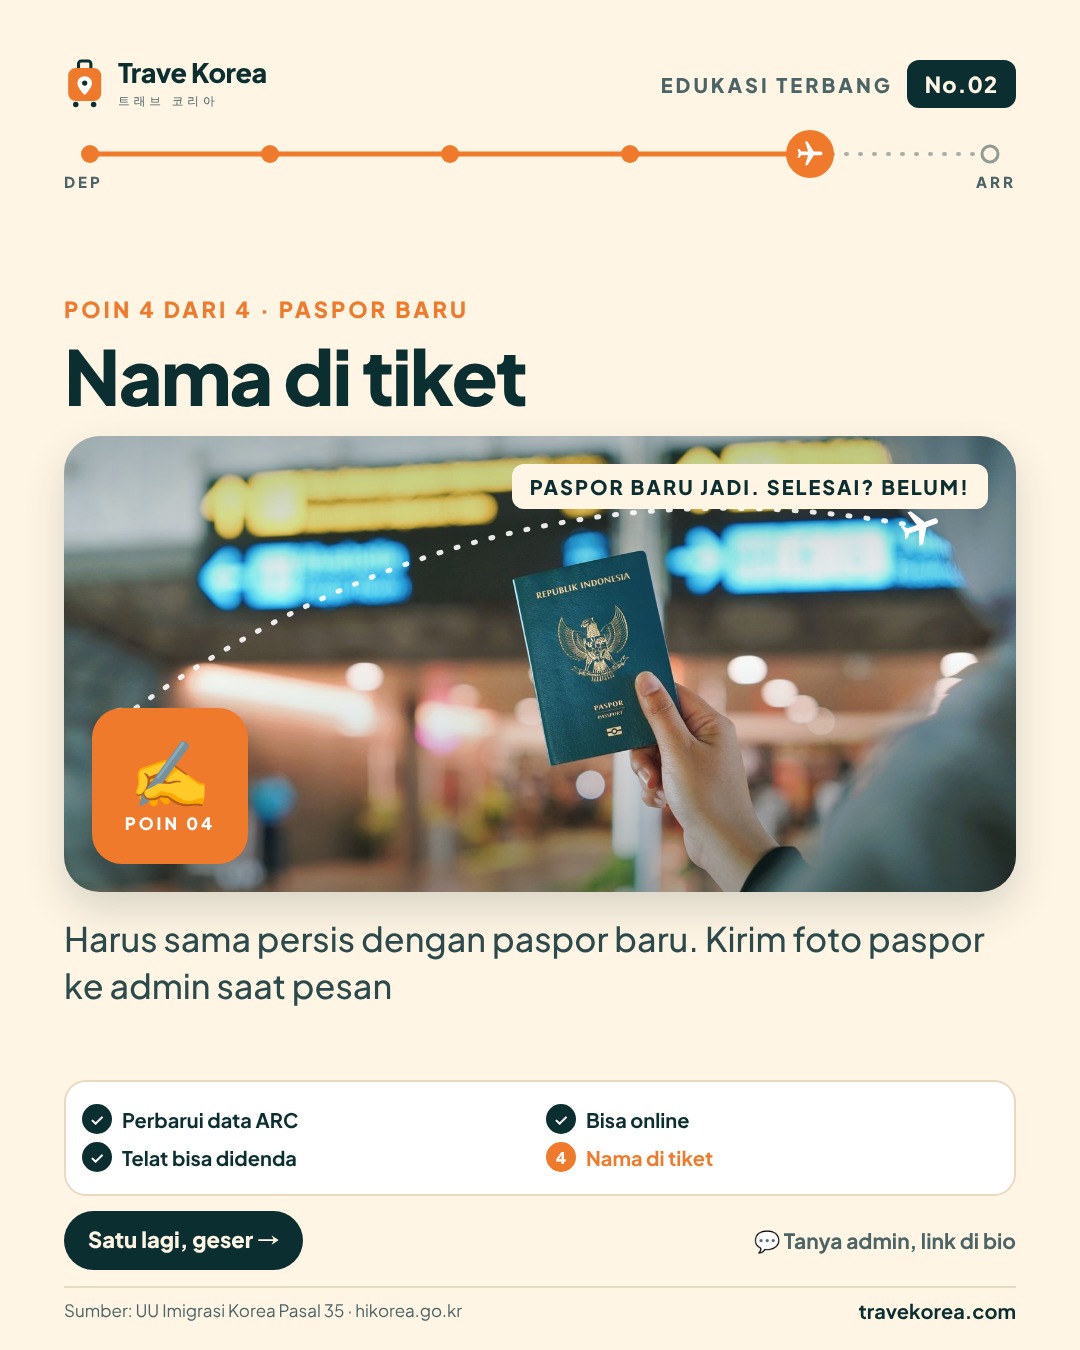 Trave Korea
트래브 코리아
EDUKASI TERBANG
No.02
DEP
ARR
POIN 4 DARI 4 · PASPOR BARU
Nama di tiket
PASPOR BARU JADI. SELESAI? BELUM!
REPUBLIK INDONESIA
PASPOR
PASSPORT
✍️
POIN 04
Harus sama persis dengan paspor baru. Kirim foto paspor
ke admin saat pesan
Perbarui data ARC
Bisa online
Telat bisa didenda
4 Nama di tiket
Satu lagi, geser →
💬 Tanya admin, link di bio
Sumber: UU Imigrasi Korea Pasal 35 · hikorea.go.kr
travekorea.com